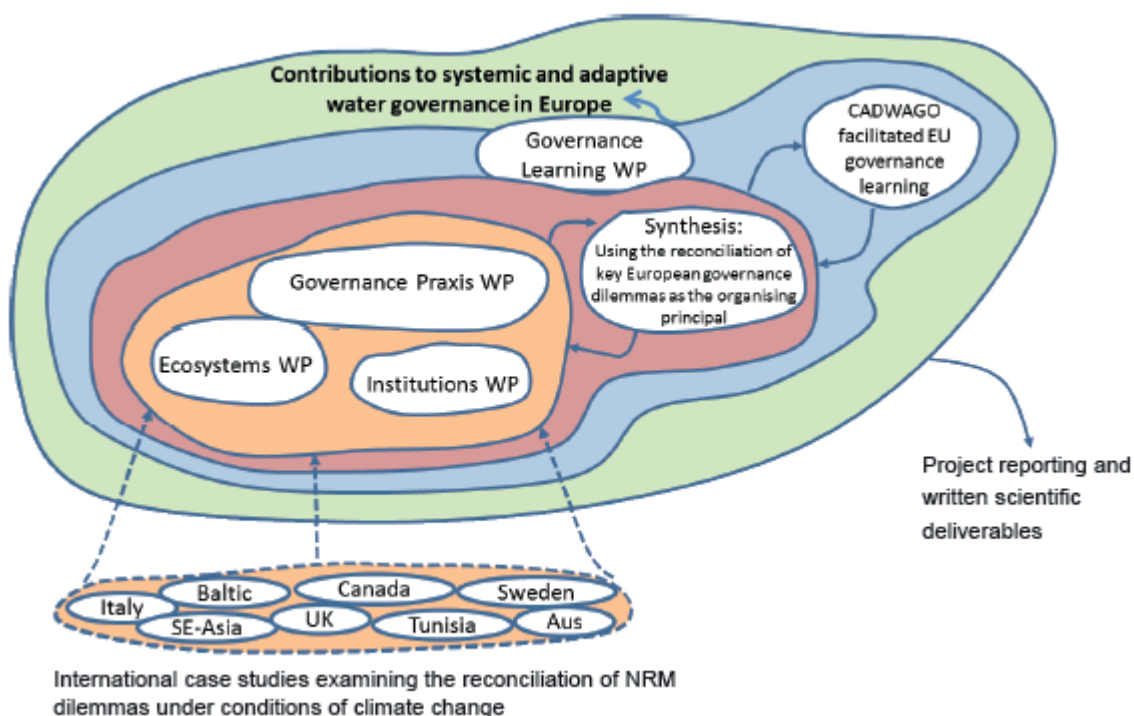 Contributions to systemic and adaptive
water governance in Europe
Governance
Learning WP
CADWAGO
facilitated EU
governance
learning
Synthesis:
Using the reconciliation of
key European governance
dilemmas as the organising
principal
Governance Praxis WP
Ecosystems WP
Institutions WP
Project reporting and
written scientific
deliverables
Italy
Baltic
Canada
Sweden
SE-Asia
UK
Tunisia
Aus
International case studies examining the reconciliation of NRM
dilemmas under conditions of climate change